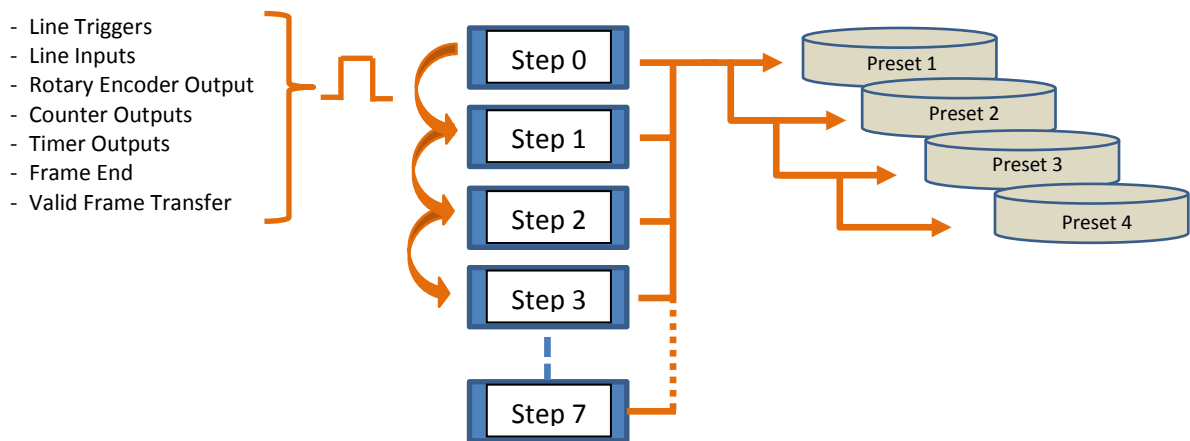 - Line Triggers
- Line Inputs
- Rotary Encoder Output
- Counter Outputs
- Timer Outputs
- Frame End
- Valid Frame Transfer
Step 0
Step 1
Step 2
Step 3
Step 7
Preset 1
Preset 2
Preset 3
Preset 4